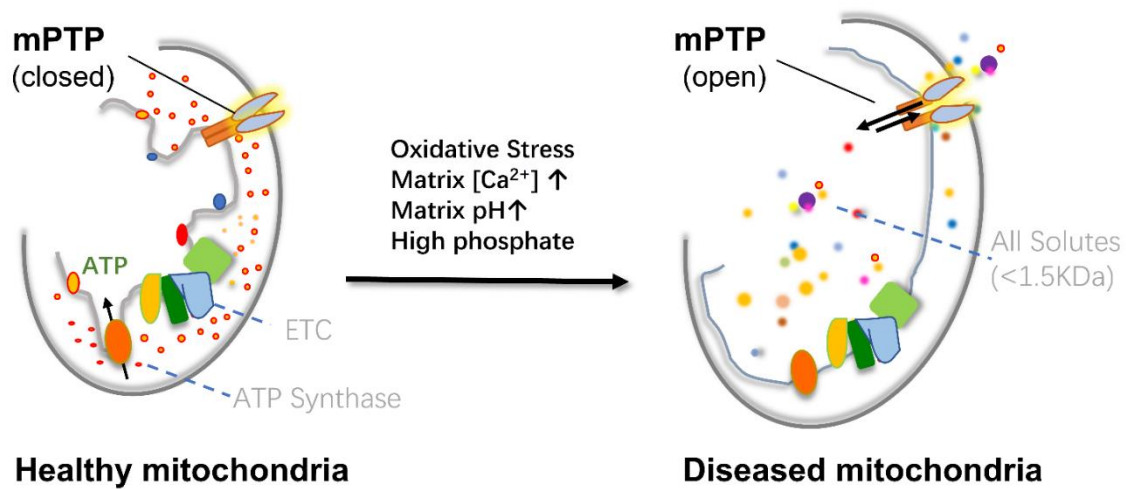 mPTP
(closed)
mPTP
(open)
Oxidative Stress
Matrix [Ca²⁺] ↑
Matrix pH↑
High phosphate
ATP
ETC
ATP Synthase
All Solutes
(<1.5KDa)
Healthy mitochondria
Diseased mitochondria